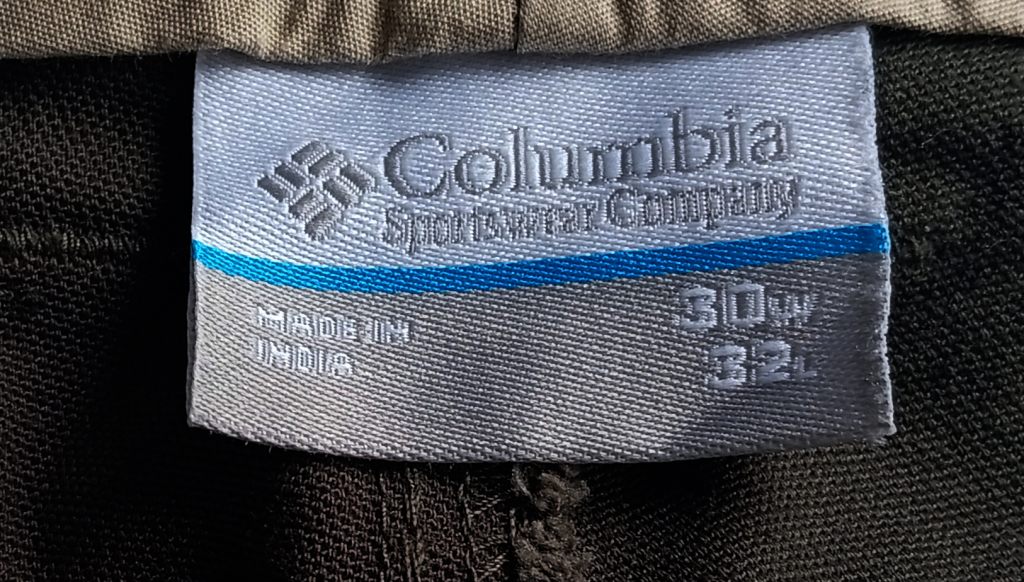 Columbia
Sportswear Company
MADE IN
INDIA
30W
32L